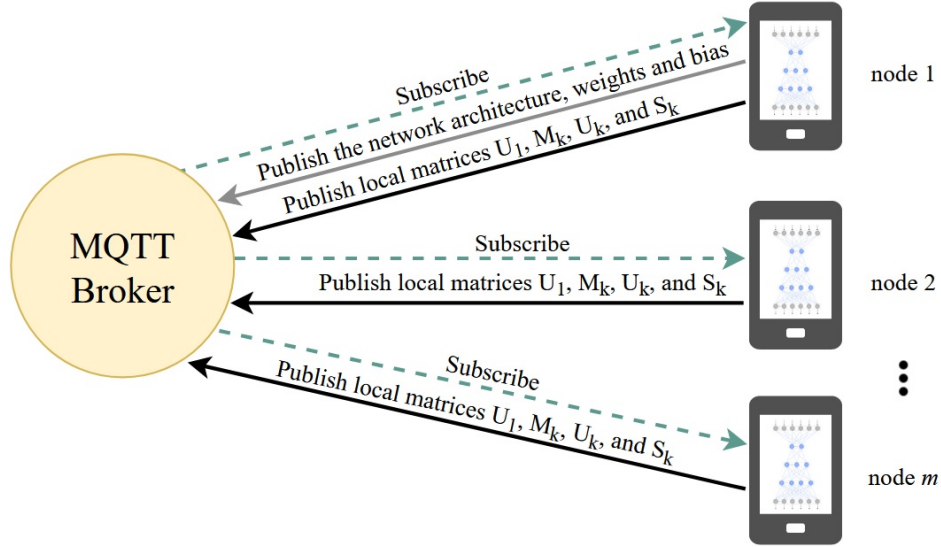 Subscribe
Publish the network architecture, weights and bias
Publish local matrices U₁, Mₖ, Uₖ, and Sₖ
node 1
MQTT
Broker
Subscribe
Publish local matrices U₁, Mₖ, Uₖ, and Sₖ
node 2
Subscribe
Publish local matrices U₁, Mₖ, Uₖ, and Sₖ
node m